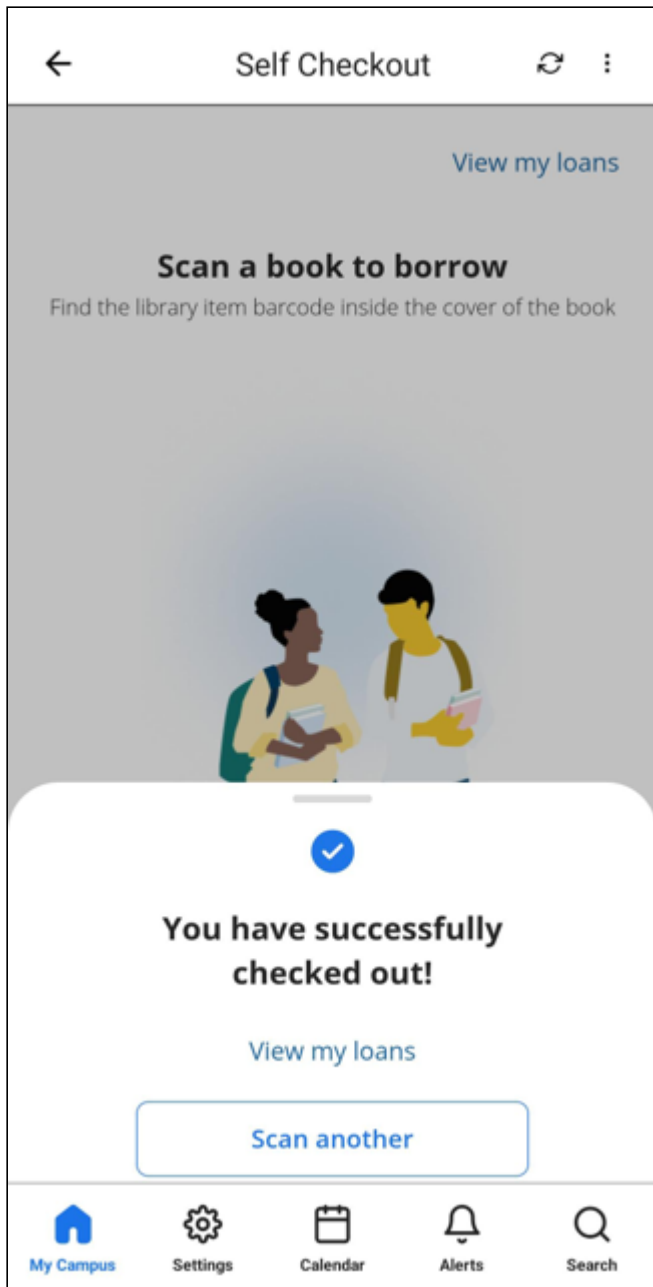 Self Checkout
View my loans
Scan a book to borrow
Find the library item barcode inside the cover of the book
You have successfully
checked out!
View my loans
Scan another
My Campus
Settings
Calendar
Alerts
Search